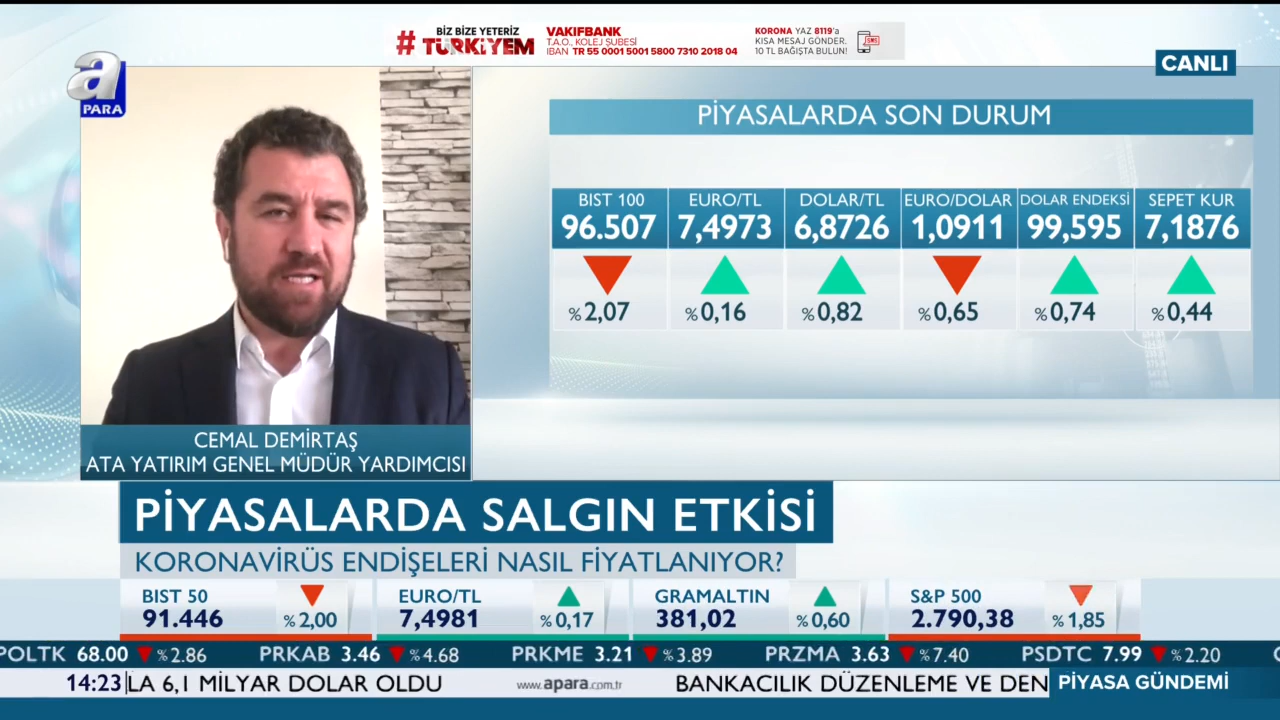 BİZ BİZE YETERİZ
# TÜRKİYEM
VAKIFBANK
T.A.O., KOLEJ ŞUBESİ
IBAN TR 55 0001 5001 5800 7310 2018 04
KORONA YAZ 8119'a
KISA MESAJ GÖNDER,
10 TL BAĞIŞTA BULUN!
SMS
a
PARA
CANLI
PİYASALARDA SON DURUM
BIST 100 EURO/TL DOLAR/TL EURO/DOLAR DOLAR ENDEKSİ SEPET KUR
96.507 7,4973 6,8726 1,0911 99,595 7,1876
%2,07 %0,16 %0,82 %0,65 %0,74 %0,44
CEMAL DEMİRTAŞ
ATA YATIRIM GENEL MÜDÜR YARDIMCISI
PİYASALARDA SALGIN ETKİSİ
KORONAVİRÜS ENDİŞELERİ NASIL FİYATLANIYOR?
BIST 50 EURO/TL GRAMALTIN S&P 500
91.446 %2,00 7,4981 %0,17 381,02 %0,60 2.790,38 %1,85
POLTK 68.00 %2.86 PRKAB 3.46 %4.68 PRKME 3.21 %3.89 PRZMA 3.63 %7.40 PSDTC 7.99 %2.20
14:23 LA 6,1 MİLYAR DOLAR OLDU www.apara.com.tr BANKACILIK DÜZENLEME VE DEN PİYASA GÜNDEMİ